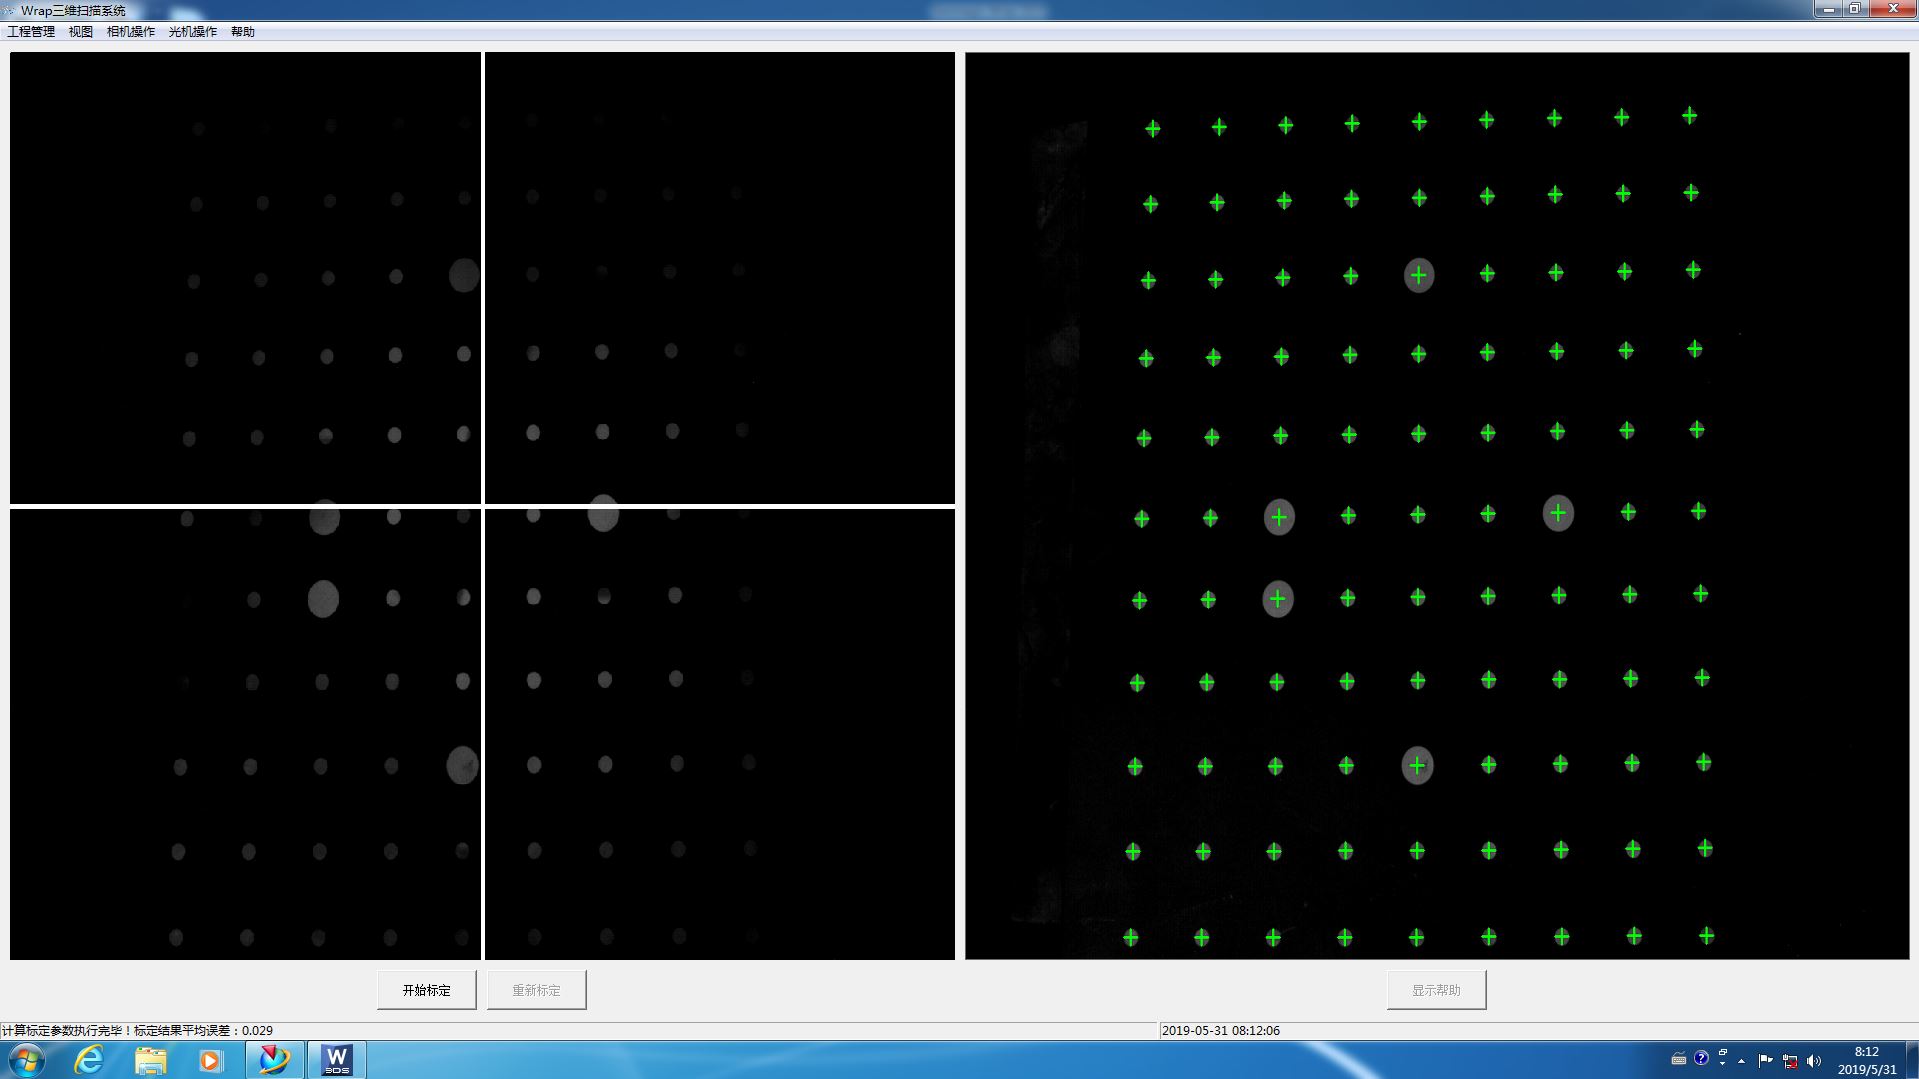 Wrap三维扫描系统
工程管理 视图 相机操作 光机操作 帮助
开始标定 重新标定 显示帮助
计算标定参数执行完毕！标定结果平均误差：0.029
2019-05-31 08:12:06
W
3DS
8:12
2019/5/31